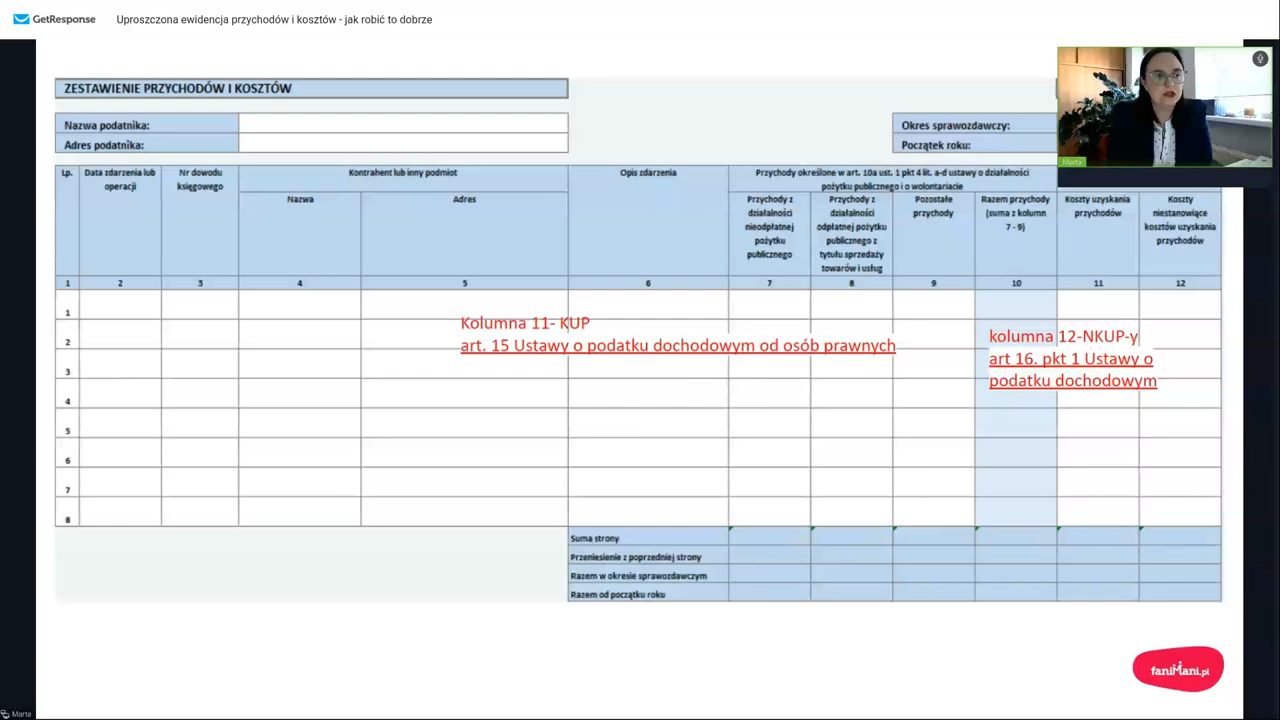 GetResponse
Uproszczona ewidencja przychodów i kosztów - jak robić to dobrze
ZESTAWIENIE PRZYCHODÓW I KOSZTÓW
Nazwa podatnika:
Adres podatnika:
Okres sprawozdawczy:
Początek roku:
Marta
Lp.
Data zdarzenia lub
operacji
Nr dowodu
księgowego
Kontrahent lub inny podmiot
Nazwa
Adres
Opis zdarzenia
Przychody określone w art. 10a ust. 1 pkt 4 lit. a-d ustawy o działalności
pożytku publicznego i o wolontariacie
Przychody z
działalności
nieodpłatnej
pożytku
publicznego
Przychody z
działalności
odpłatnej pożytku
publicznego z
tytułu sprzedaży
towarów i usług
Pozostałe
przychody
Razem przychody
(suma z kolumn
7 - 9)
Koszty uzyskania
przychodów
Koszty
niestanowiące
kosztów uzyskania
przychodów
1 2 3 4 5 6 7 8 9 10 11 12
1
2
3
4
5
6
7
8
Kolumna 11- KUP
art. 15 Ustawy o podatku dochodowym od osób prawnych
kolumna 12-NKUP-y
art 16. pkt 1 Ustawy o
podatku dochodowym
Suma strony
Przeniesienie z poprzedniej strony
Razem w okresie sprawozdawczym
Razem od początku roku
faniMani.pl
Marta